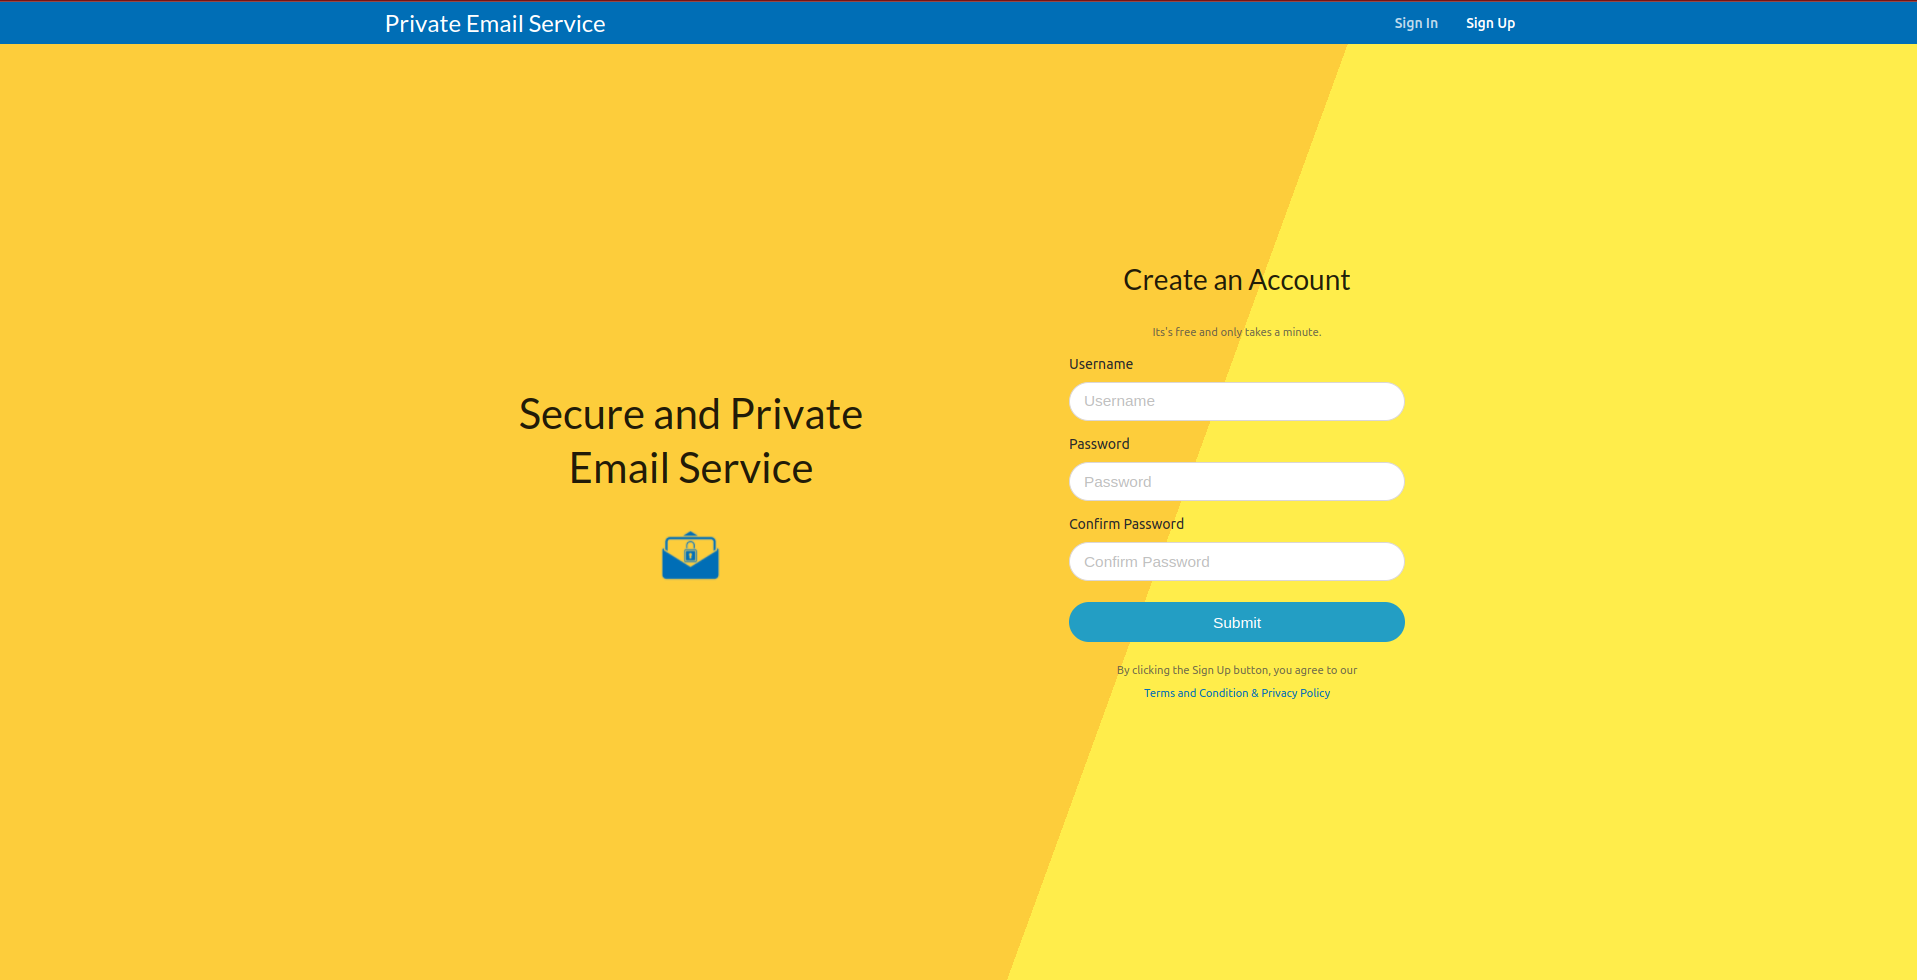 Private Email Service
Sign In
Sign Up
Secure and Private
Email Service
Create an Account
Its's free and only takes a minute.
Username
Username
Password
Password
Confirm Password
Confirm Password
Submit
By clicking the Sign Up button, you agree to our
Terms and Condition & Privacy Policy